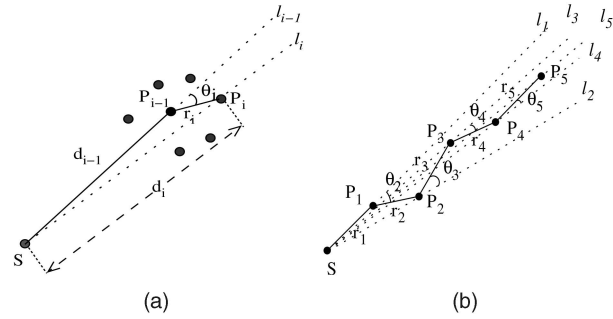 l_{i-1}
l_i
P_{i-1}
θ_i
P_i
r_i
d_{i-1}
d_i
S
(a)
l_1
l_3
l_5
l_4
l_2
P_5
r_5
θ_5
θ_4
P_4
r_4
P_3
r_3
θ_3
P_1
θ_2
P_2
r_2
r_1
S
(b)